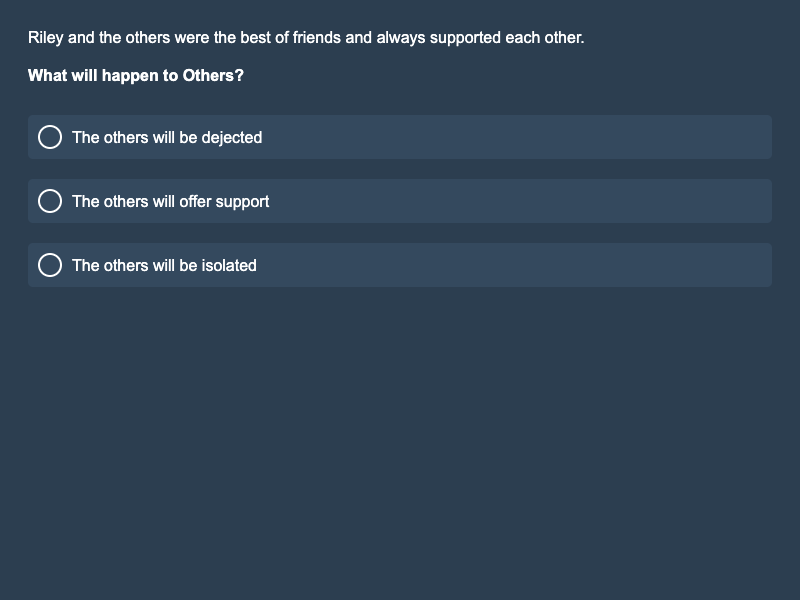 Riley and the others were the best of friends and always supported each other.
What will happen to Others?
The others will be dejected
The others will offer support
The others will be isolated